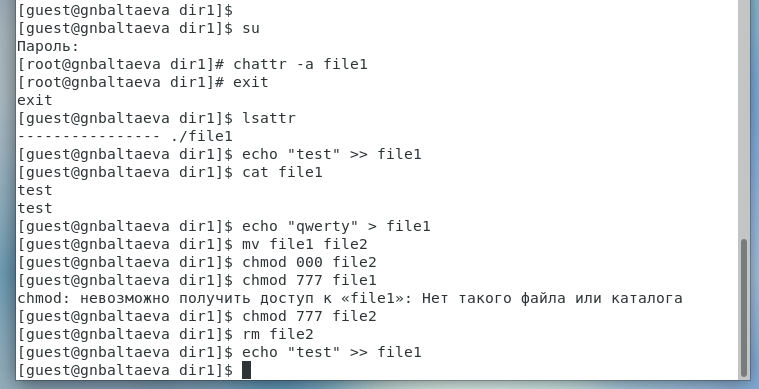 [guest@gnbaltaeva dir1]$
[guest@gnbaltaeva dir1]$ su
Пароль:
[root@gnbaltaeva dir1]# chattr -a file1
[root@gnbaltaeva dir1]# exit
exit
[guest@gnbaltaeva dir1]$ lsattr
---------------- ./file1
[guest@gnbaltaeva dir1]$ echo "test" >> file1
[guest@gnbaltaeva dir1]$ cat file1
test
test
[guest@gnbaltaeva dir1]$ echo "qwerty" > file1
[guest@gnbaltaeva dir1]$ mv file1 file2
[guest@gnbaltaeva dir1]$ chmod 000 file2
[guest@gnbaltaeva dir1]$ chmod 777 file1
chmod: невозможно получить доступ к «file1»: Нет такого файла или каталога
[guest@gnbaltaeva dir1]$ chmod 777 file2
[guest@gnbaltaeva dir1]$ rm file2
[guest@gnbaltaeva dir1]$ echo "test" >> file1
[guest@gnbaltaeva dir1]$